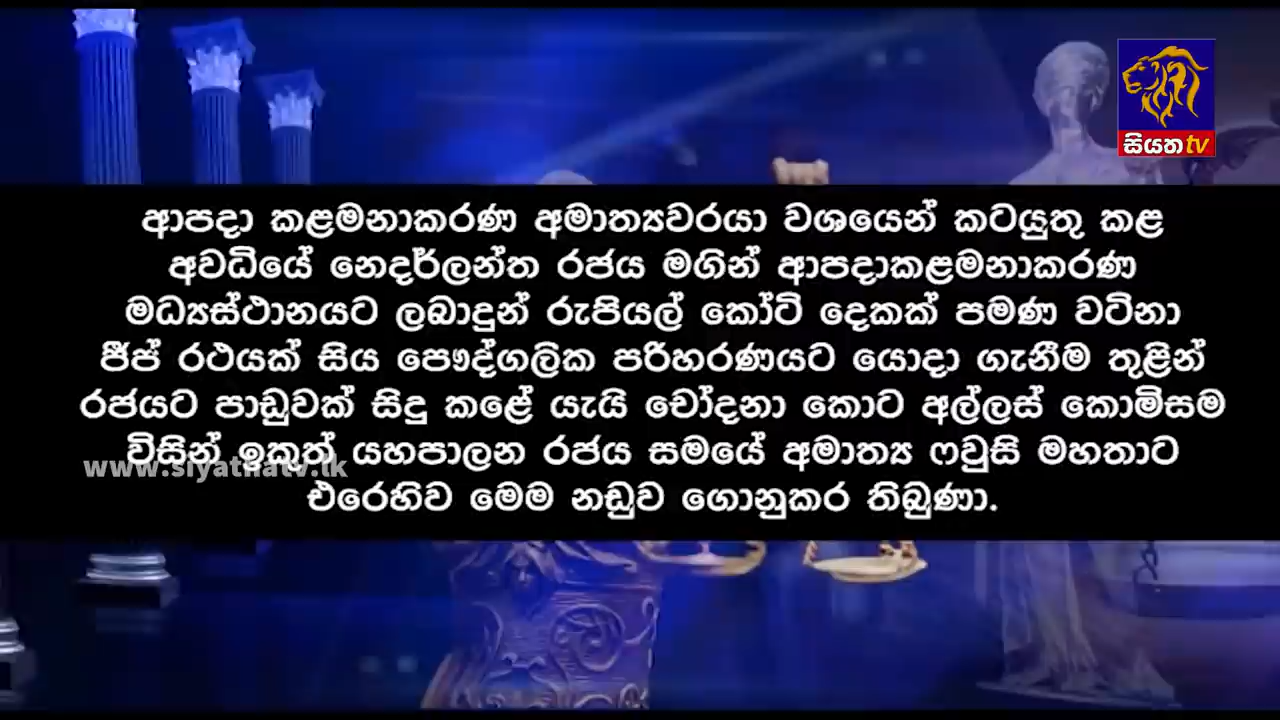 සියත tv
ආපදා කළමනාකරණ අමාත්‍යවරයා වශයෙන් කටයුතු කළ
අවධියේ නෙදර්ලන්ත රජය මගින් ආපදාකළමනාකරණ
මධ්‍යස්ථානයට ලබාදුන් රුපියල් කෝටි දෙකක් පමණ වටිනා
ජීප් රථයක් සිය පෞද්ගලික පරිහරණයට යොදා ගැනීම තුළින්
රජයට පාඩුවක් සිදු කළේ යැයි චෝදනා කොට අල්ලස් කොමිසම
විසින් ඉකුත් යහපාලන රජය සමයේ අමාත්‍ය ෆවුසි මහතාට
www.siyathatv.lk
එරෙහිව මෙම නඩුව ගොනුකර තිබුණා.